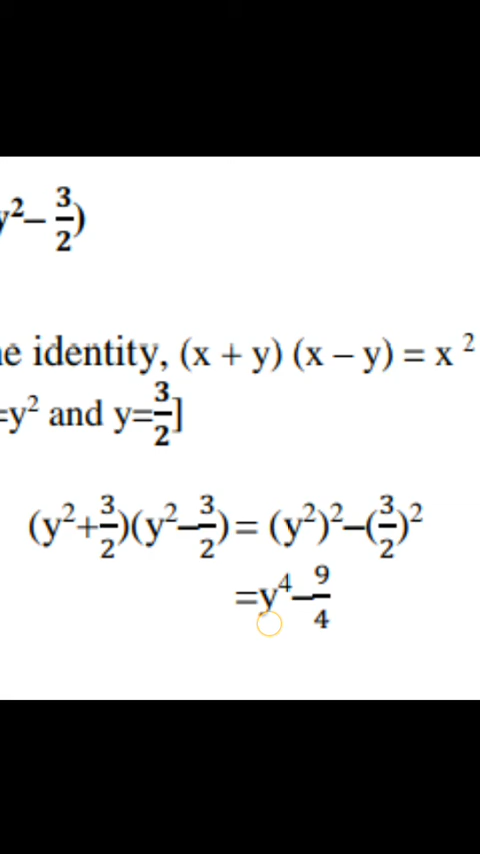 y²– 3/2)
e identity, (x + y) (x – y) = x ²
=y² and y=3/2]
(y²+3/2)(y²–3/2)= (y²)²–(3/2)²
=y⁴–9/4